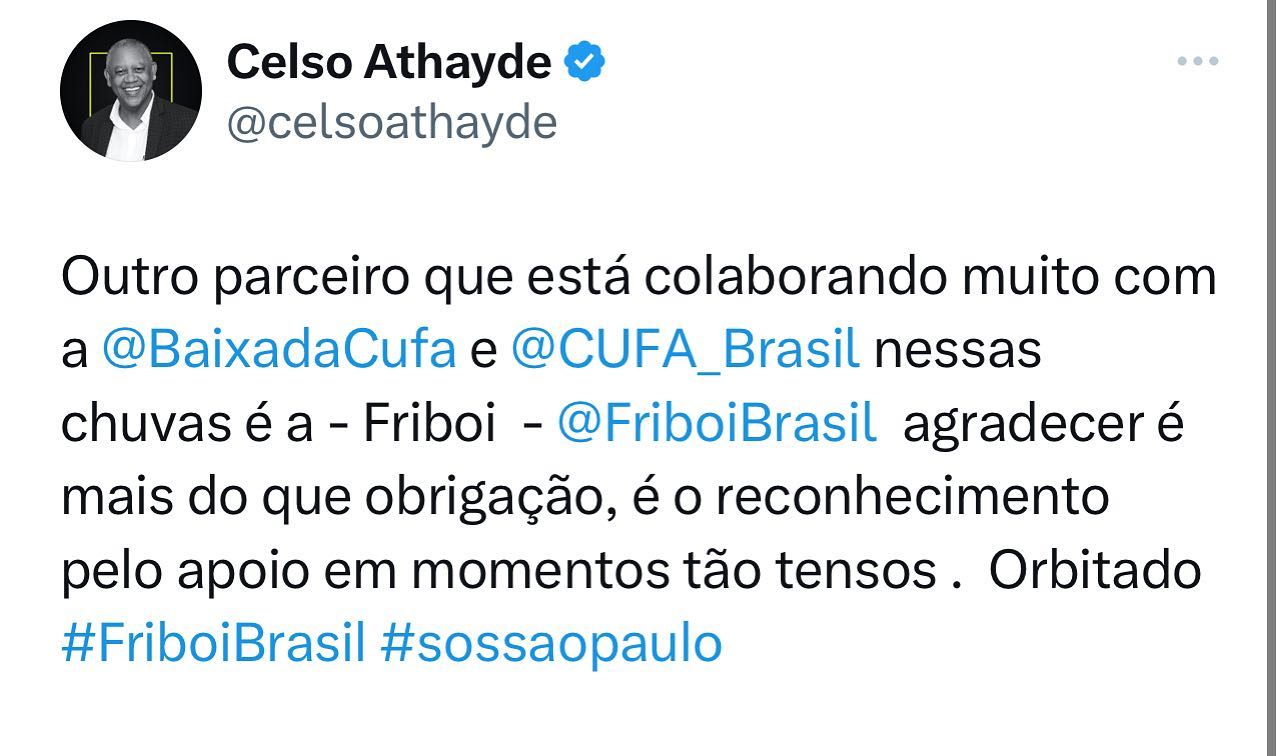 Celso Athayde
@celsoathayde
Outro parceiro que está colaborando muito com
a @BaixadaCufa e @CUFA_Brasil nessas
chuvas é a - Friboi  - @FriboiBrasil  agradecer é
mais do que obrigação, é o reconhecimento
pelo apoio em momentos tão tensos .  Orbitado
#FriboiBrasil #sossaopaulo